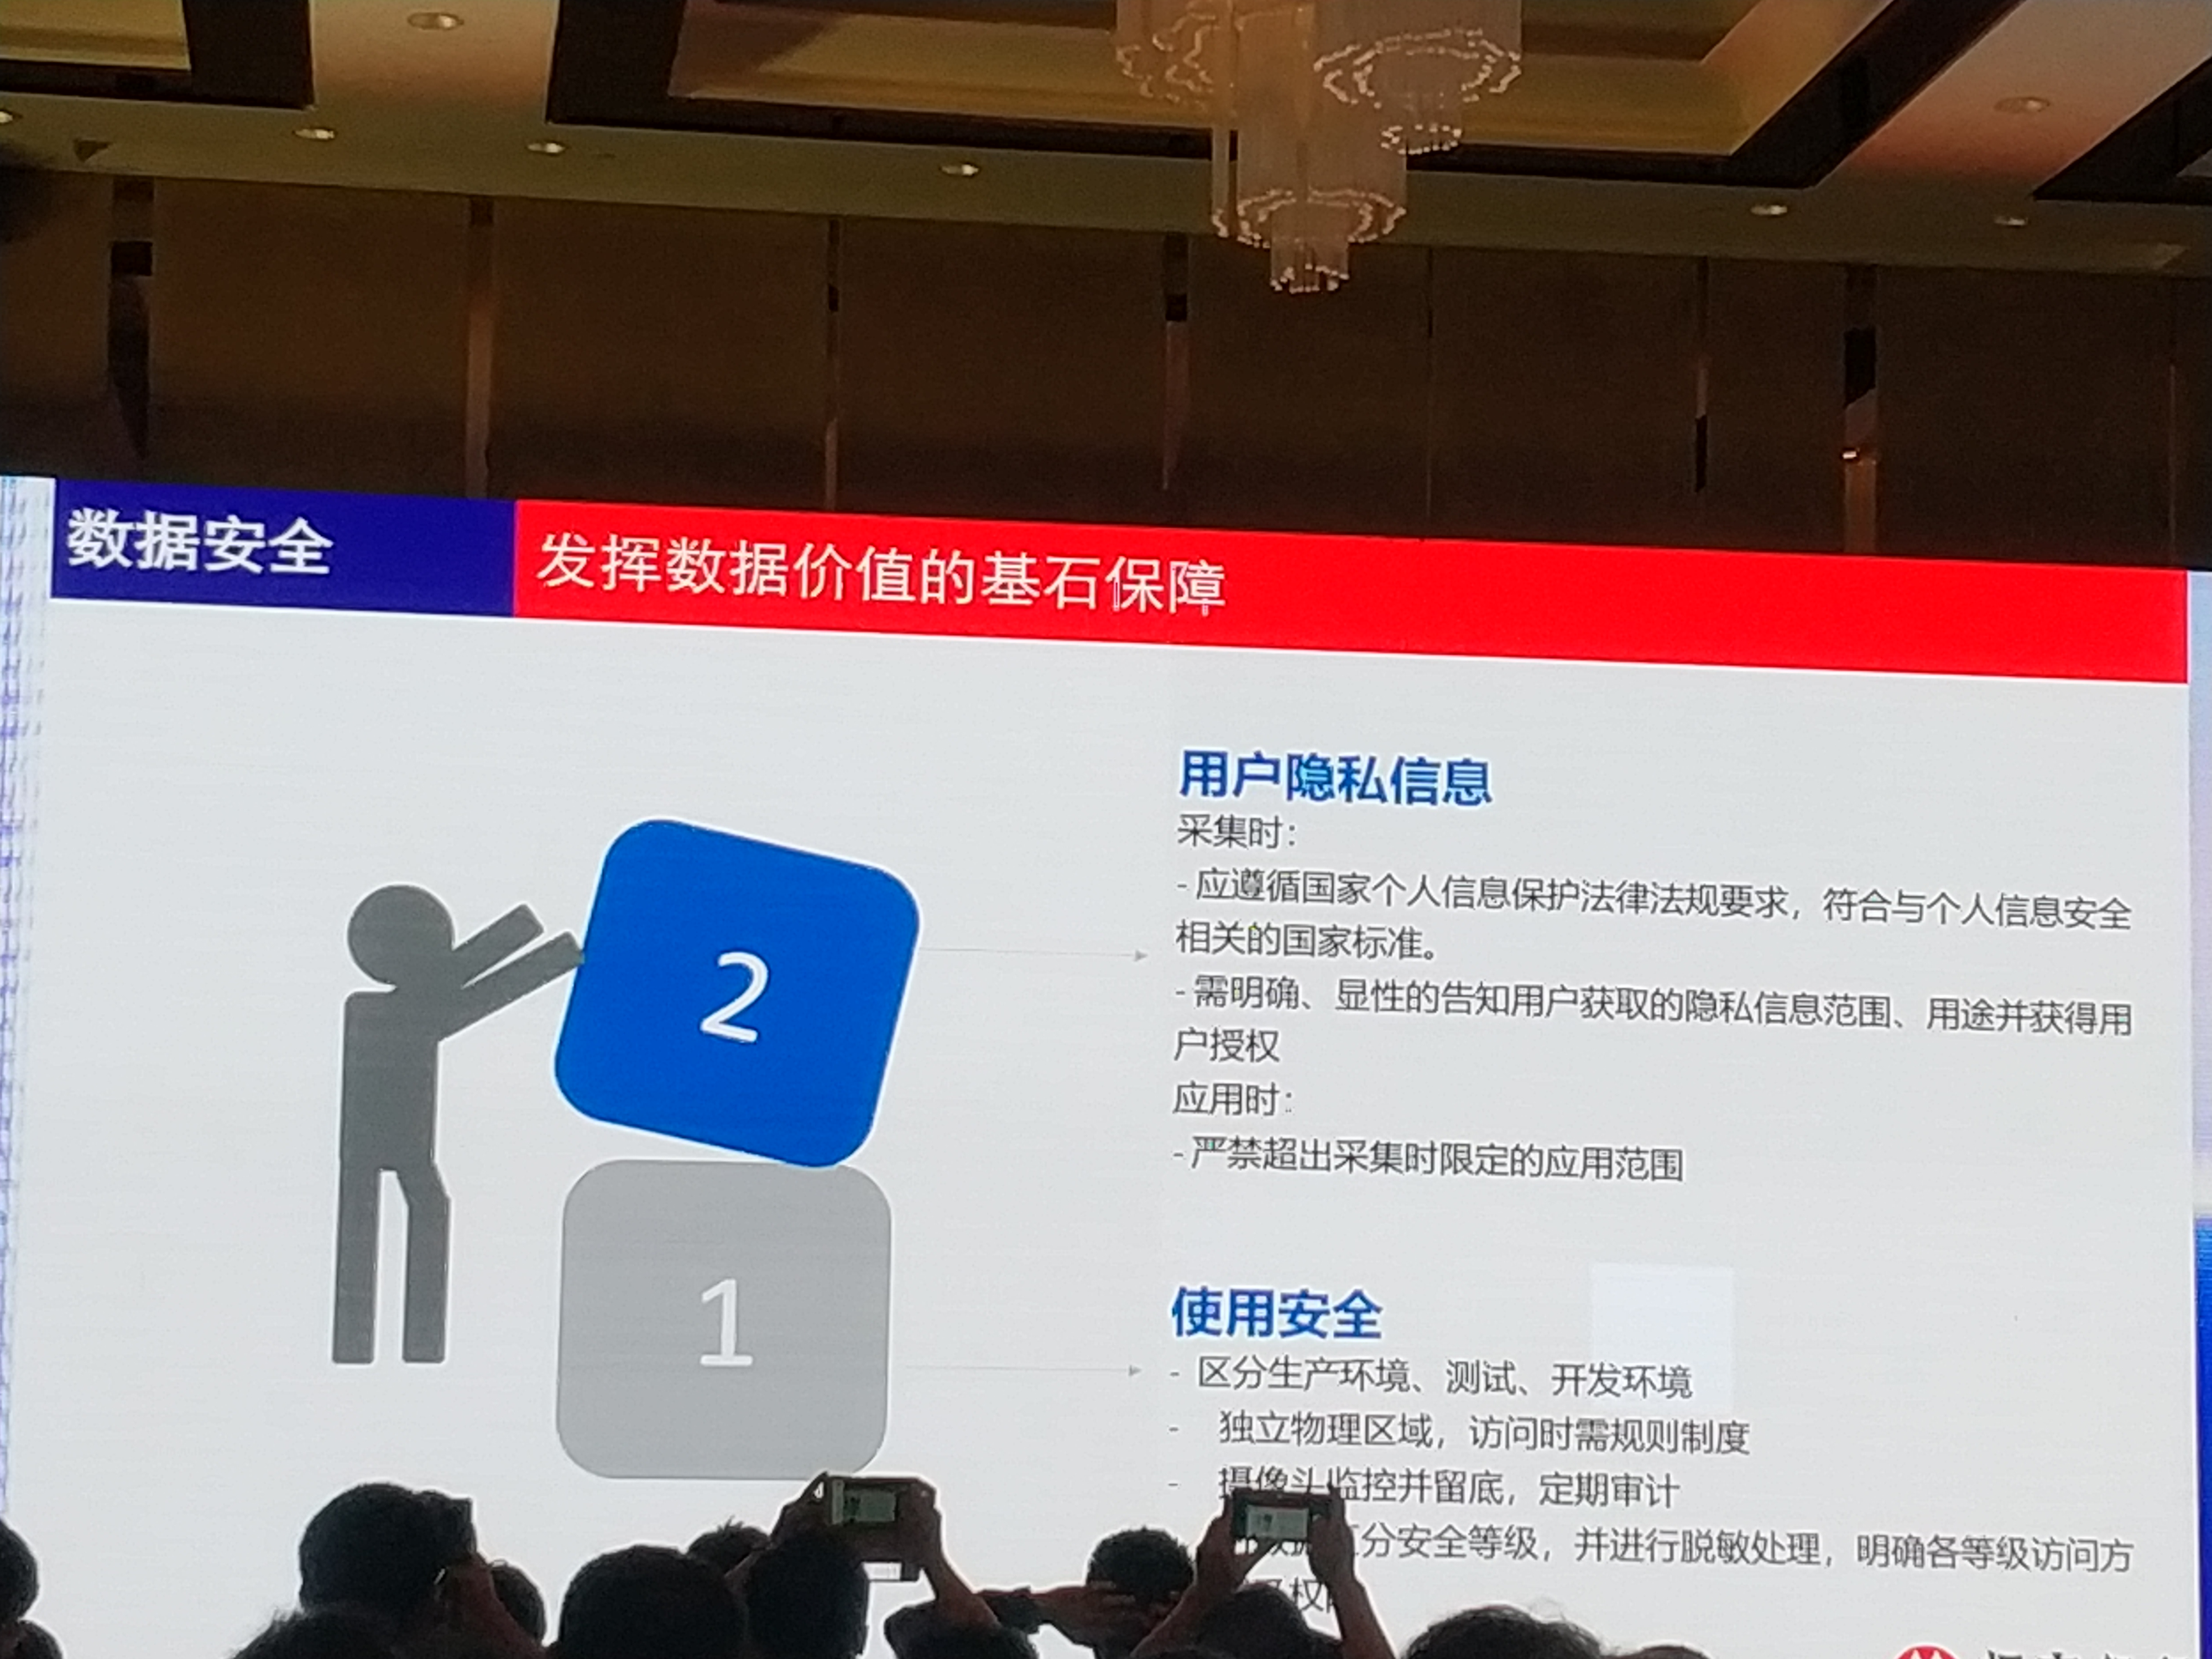 数据安全
发挥数据价值的基石保障
用户隐私信息
采集时：
- 应遵循国家个人信息保护法律法规要求，符合与个人信息安全
相关的国家标准。
- 需明确、显性的告知用户获取的隐私信息范围、用途并获得用
户授权
应用时：
- 严禁超出采集时限定的应用范围
2
1
使用安全
- 区分生产环境、测试、开发环境
- 独立物理区域，访问时需规则制度
- 摄像头监控并留底，定期审计
分安全等级，并进行脱敏处理，明确各等级访问方
权